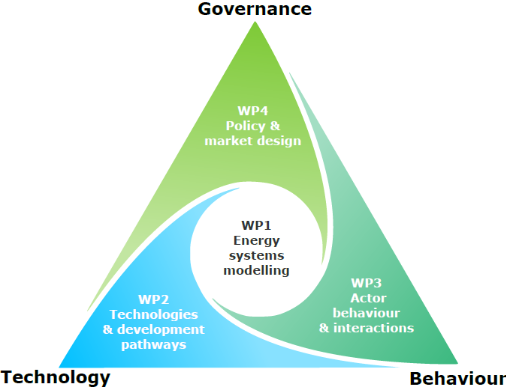 Governance
WP4
Policy &
market design
WP1
Energy
systems
modelling
WP2
Technologies
& development
pathways
WP3
Actor
behaviour
& interactions
Technology
Behaviour